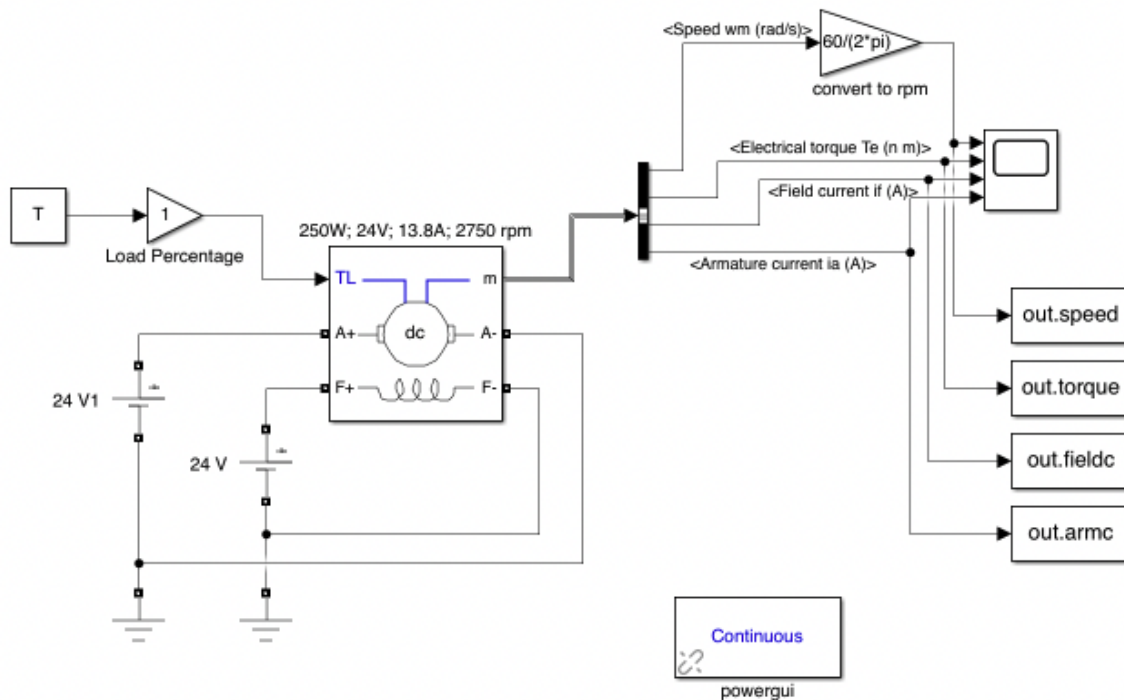 <Speed wm (rad/s)>
60/(2*pi)
convert to rpm
<Electrical torque Te (n m)>
<Field current if (A)>
<Armature current ia (A)>
T
1
Load Percentage
250W; 24V; 13.8A; 2750 rpm
TL
m
A+
dc
A-
F+
F-
24 V1
+
24 V
+
out.speed
out.torque
out.fieldc
out.armc
Continuous
powergui